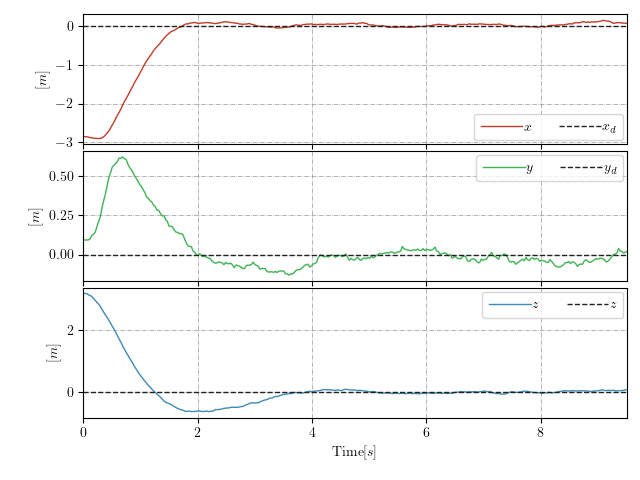 0
−1
−2
−3
[m]
x x_d
0.50
0.25
0.00
[m]
y y_d
2
0
[m]
z z
0 2 4 6 8
Time[s]